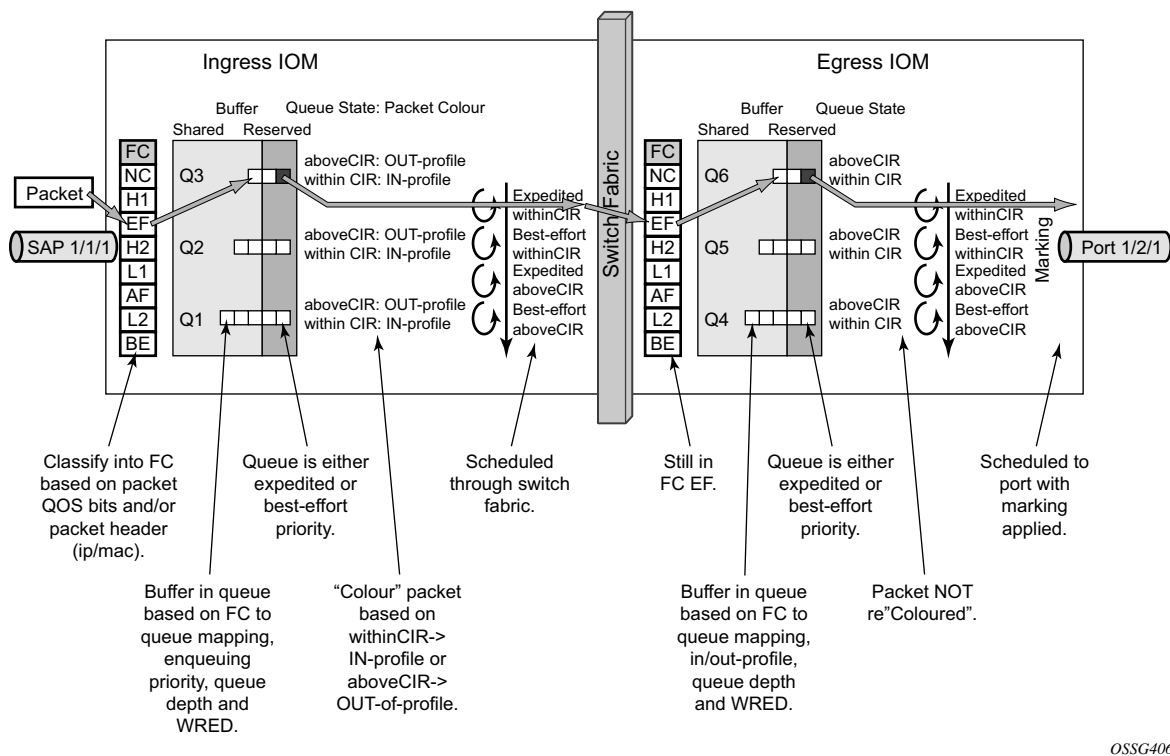 Ingress IOM
Buffer
Queue State: Packet Colour
Shared
Reserved
Packet
SAP 1/1/1
FC
NC
H1
EF
H2
L1
AF
L2
BE
Q3
aboveCIR: OUT-profile
within CIR: IN-profile
Q2
aboveCIR: OUT-profile
within CIR: IN-profile
Q1
aboveCIR: OUT-profile
within CIR: IN-profile
Expedited
withinCIR
Best-effort
withinCIR
Expedited
aboveCIR
Best-effort
aboveCIR
Switch Fabric
Egress IOM
Buffer
Queue State
Shared
Reserved
FC
NC
H1
EF
H2
L1
AF
L2
BE
Q6
aboveCIR
within CIR
Q5
aboveCIR
within CIR
Q4
aboveCIR
within CIR
Expedited
withinCIR
Best-effort
withinCIR
Expedited
aboveCIR
Best-effort
aboveCIR
Marking
Port 1/2/1
Classify into FC
based on packet
QOS bits and/or
packet header
(ip/mac).
Queue is either
expedited or
best-effort
priority.
Scheduled
through switch
fabric.
Still in
FC EF.
Queue is either
expedited or
best-effort
priority.
Scheduled to
port with
marking
applied.
Buffer in queue
based on FC to
queue mapping,
enqueuing
priority, queue
depth and
WRED.
“Colour” packet
based on
withinCIR->
IN-profile or
aboveCIR->
OUT-of-profile.
Buffer in queue
based on FC to
queue mapping,
in/out-profile,
queue depth
and WRED.
Packet NOT
re”Coloured”.
OSSG406